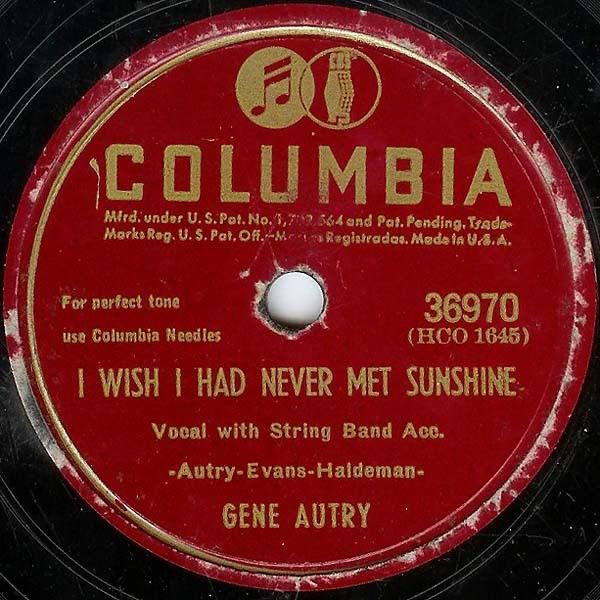 COLUMBIA
Mfrd. under U.S. Pat. No. 1,702,564 and Pat. Pending. Trade-
Marks Reg. U.S. Pat. Off.— Registradas. Made in U.S.A.
For perfect tone
use Columbia Needles
36970
(HCO 1645)
I WISH I HAD NEVER MET SUNSHINE
Vocal with String Band Acc.
-Autry-Evans-Haldeman-
GENE AUTRY